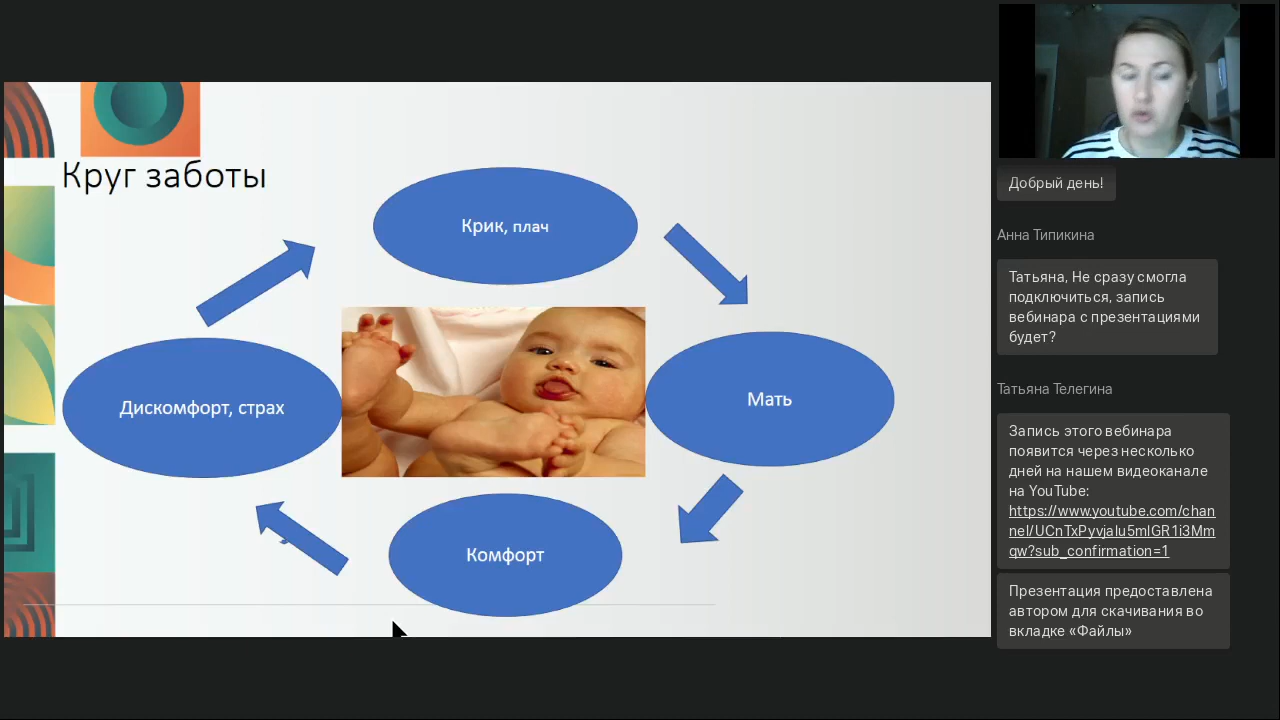 Круг заботы
Крик, плач
Дискомфорт, страх
Мать
Комфорт
Добрый день!
Анна Типикина
Татьяна, Не сразу смогла
подключиться, запись
вебинара с презентациями
будет?
Татьяна Телегина
Запись этого вебинара
появится через несколько
дней на нашем видеоканале
на YouTube:
https://www.youtube.com/chan
nel/UCnTxPyvjalu5mlGR1i3Mm
qw?sub_confirmation=1
Презентация предоставлена
автором для скачивания во
вкладке «Файлы»